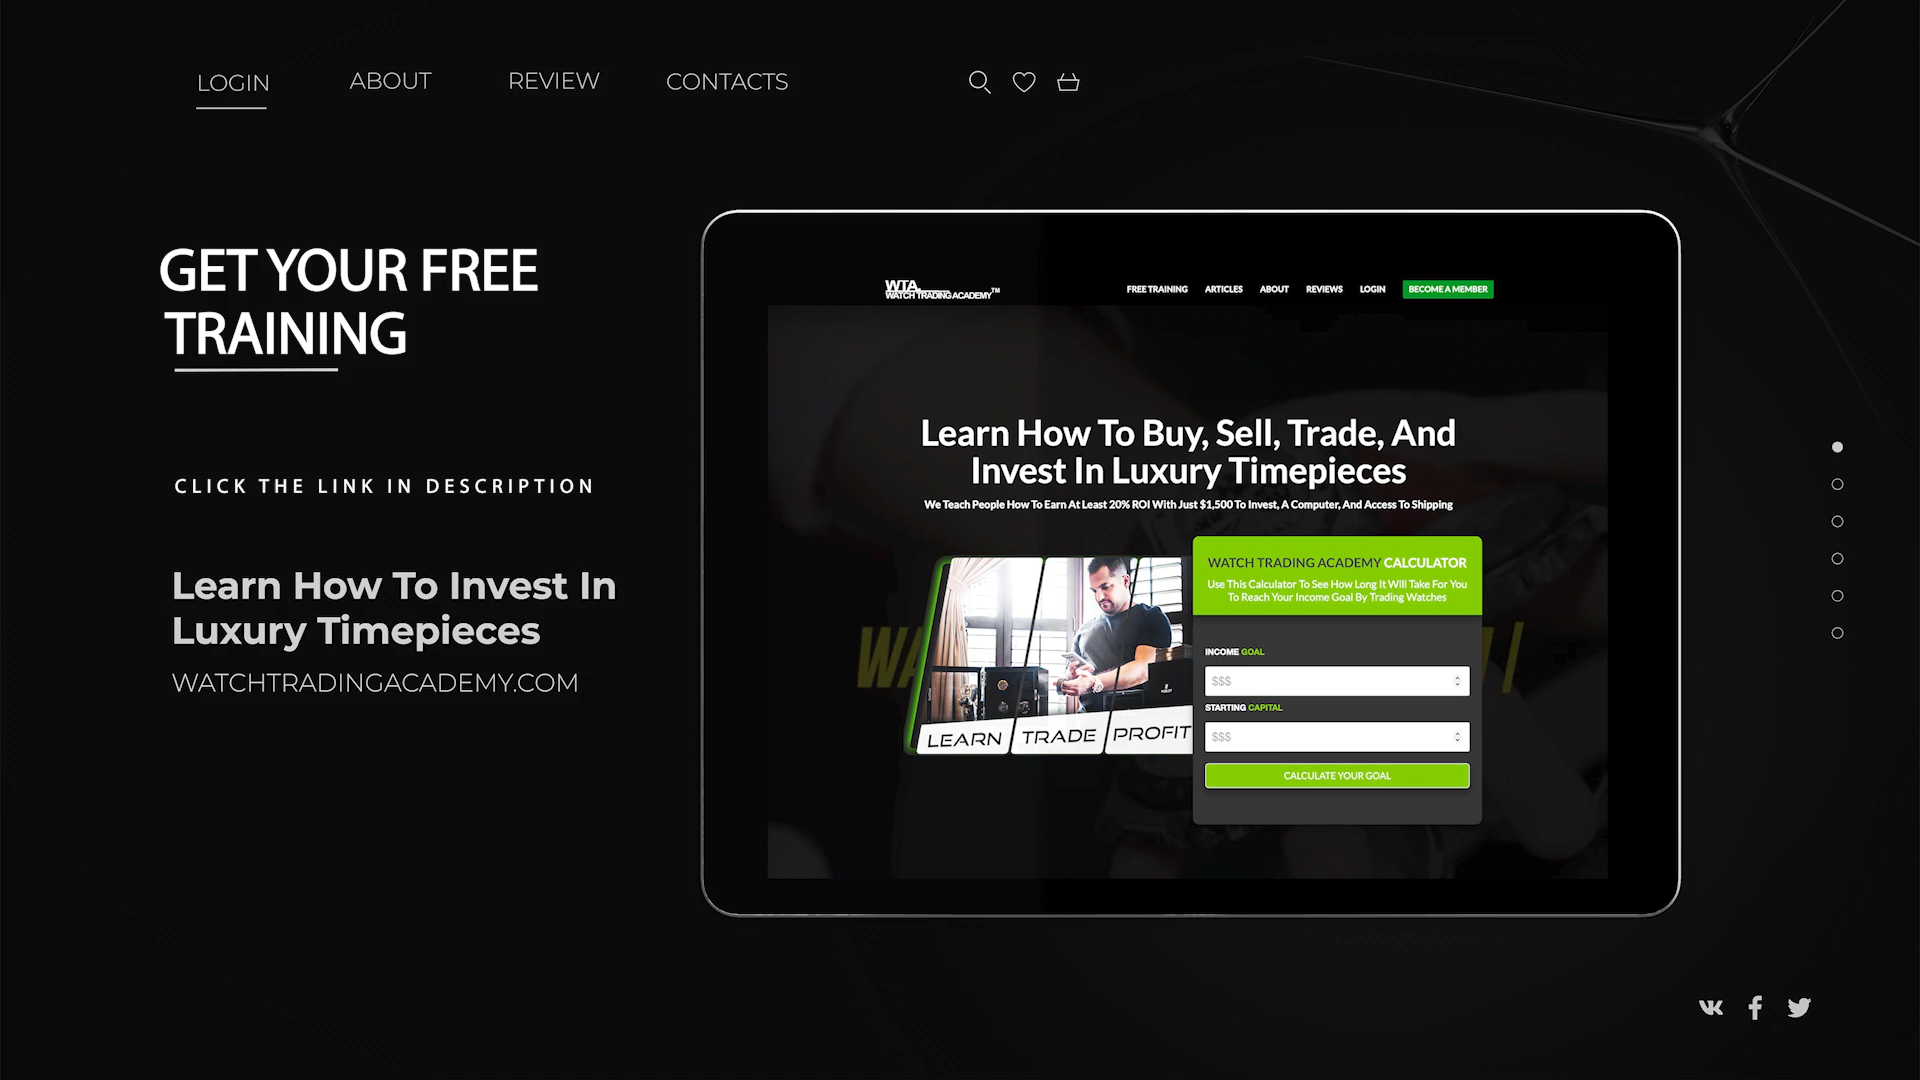 LOGIN ABOUT REVIEW CONTACTS
GET YOUR FREE
TRAINING
CLICK THE LINK IN DESCRIPTION
Learn How To Invest In
Luxury Timepieces
WATCHTRADINGACADEMY.COM
WTA
WATCH TRADING ACADEMY™
FREE TRAINING ARTICLES ABOUT REVIEWS LOGIN BECOME A MEMBER
Learn How To Buy, Sell, Trade, And
Invest In Luxury Timepieces
We Teach People How To Earn At Least 20% ROI With Just $1,500 To Invest, A Computer, And Access To Shipping
LEARN TRADE PROFIT
WATCH TRADING ACADEMY CALCULATOR
Use This Calculator To See How Long It Will Take For You
To Reach Your Income Goal By Trading Watches
INCOME GOAL
$$$
STARTING CAPITAL
$$$
CALCULATE YOUR GOAL